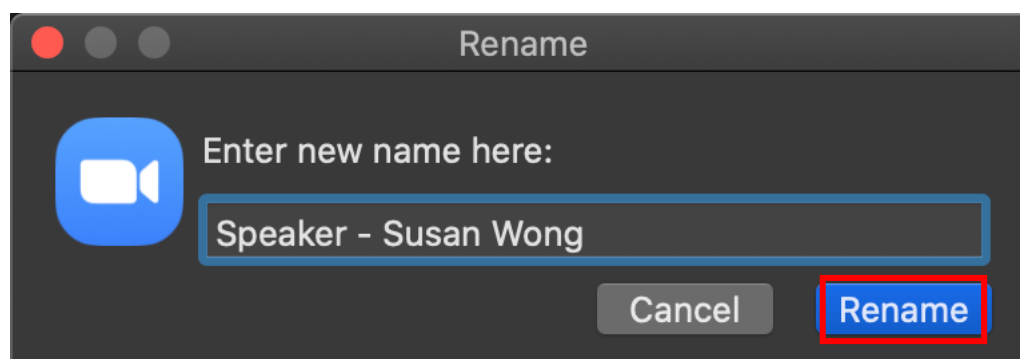 Rename
Enter new name here:
Speaker - Susan Wong
Cancel Rename